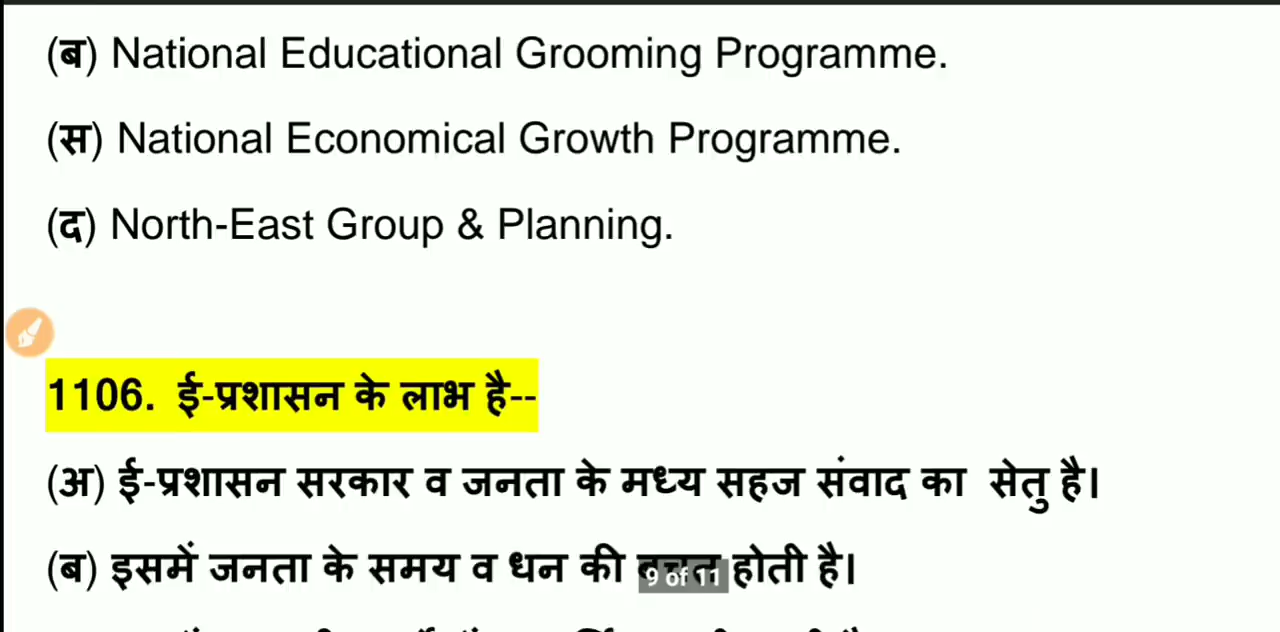 (ब) National Educational Grooming Programme.
(स) National Economical Growth Programme.
(द) North-East Group & Planning.
1106. ई-प्रशासन के लाभ है--
(अ) ई-प्रशासन सरकार व जनता के मध्य सहज संवाद का सेतु है।
(ब) इसमें जनता के समय व धन की बचत होती है।
9 of 11